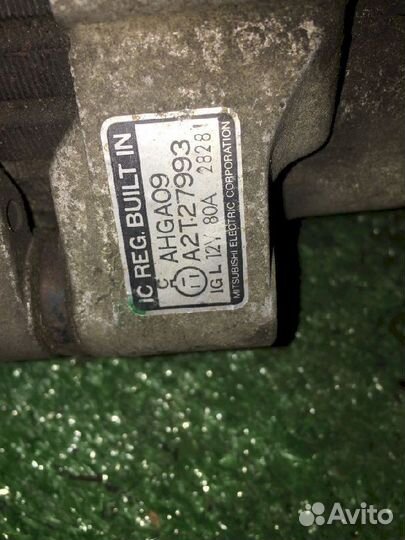 IC REG. BUILT IN
C AHGA09
A2T27993
IGL 12V 80A 2828
MITSUBISHI ELECTRIC CORPORATION
Avito